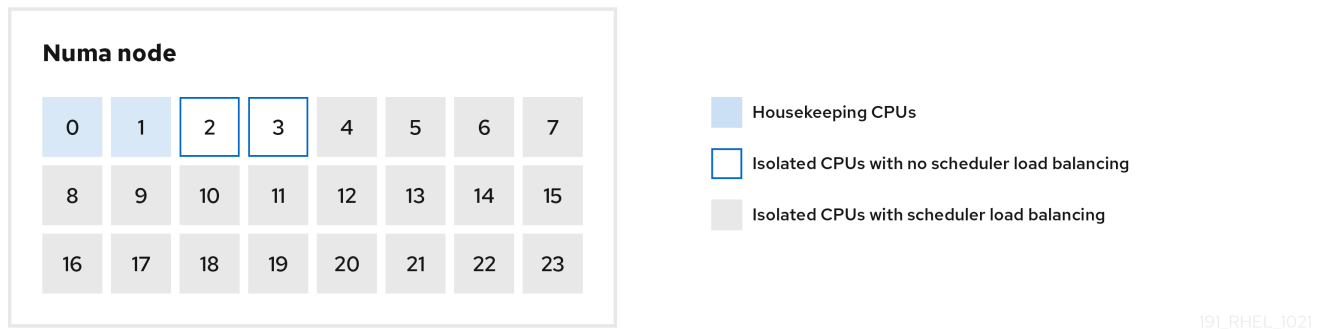 Numa node
0 1 2 3 4 5 6 7
8 9 10 11 12 13 14 15
16 17 18 19 20 21 22 23
Housekeeping CPUs
Isolated CPUs with no scheduler load balancing
Isolated CPUs with scheduler load balancing
191_RHEL_1021